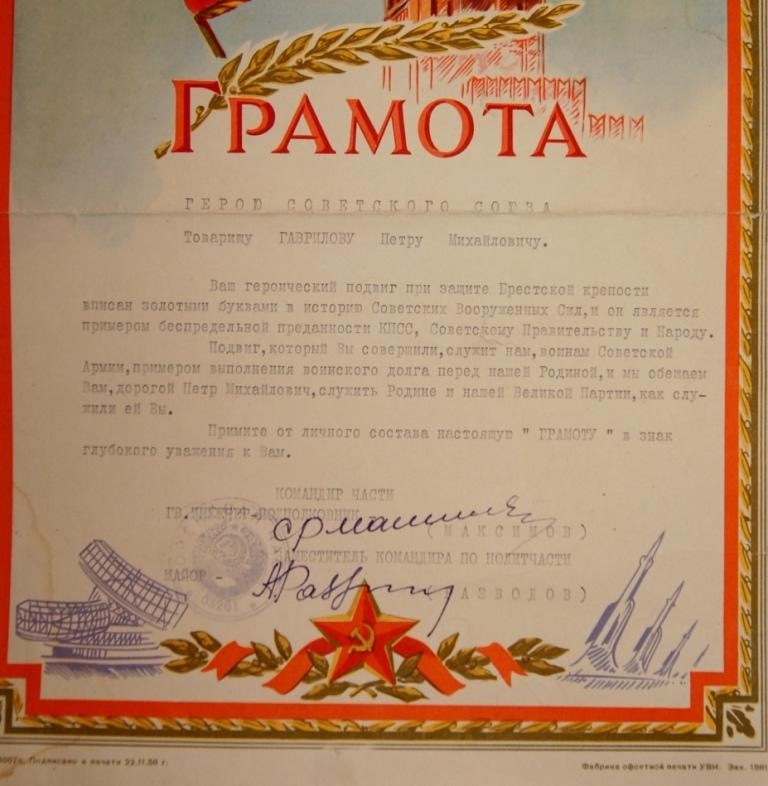 ГРАМОТА
ГЕРОЮ СОВЕТСКОГО СОЮЗА
Товарищу ГАВРИЛОВУ Петру Михайловичу.
Ваш героический подвиг при защите Брестской крепости
вписан золотыми буквами в историю Советских Вооруженных Сил,и он является
примером беспредельной преданности КПСС, Советскому Правительству и Народу.
Подвиг,который Вы совершили,служит нам,воинам Советской
Армии,примером выполнения воинского долга перед нашей Родиной,и мы обещаем
Вам,дорогой Петр Михайлович,служить Родине и нашей Великой Партии,как слу-
жили ей Вы.
Примите от личного состава настоящую " ГРАМОТУ " в знак
глубокого уважения к Вам.
КОМАНДИР ЧАСТИ
ГВ.ИНЖЕНЕР-ПОДПОЛКОВНИК
(МАКСИМОВ)
ЗАМЕСТИТЕЛЬ КОМАНДИРА ПО ПОЛИТЧАСТИ
МАЙОР -
(РАЗВОДОВ)
03261
Подписано к печати 22.11.58 г.
Фабрика офсетной печати УВИ. Зак.